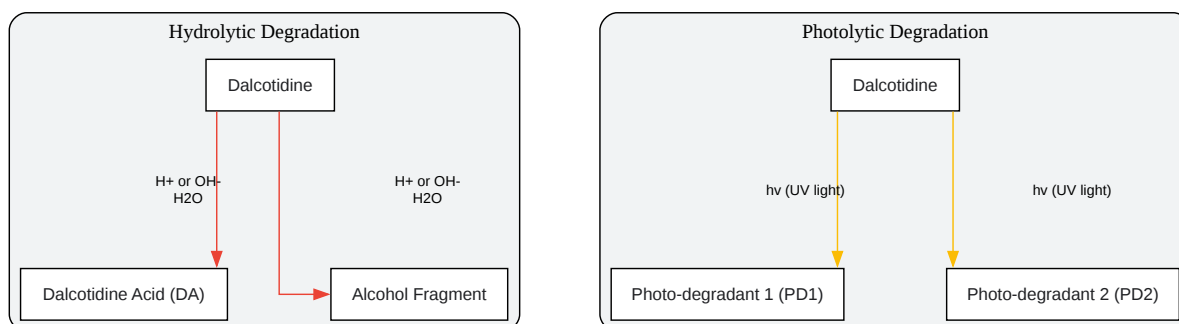 Hydrolytic Degradation
Dalcotidine
H+ or OH-
H2O
H+ or OH-
H2O
Dalcotidine Acid (DA)
Alcohol Fragment
Photolytic Degradation
Dalcotidine
hv (UV light)
hv (UV light)
Photo-degradant 1 (PD1)
Photo-degradant 2 (PD2)